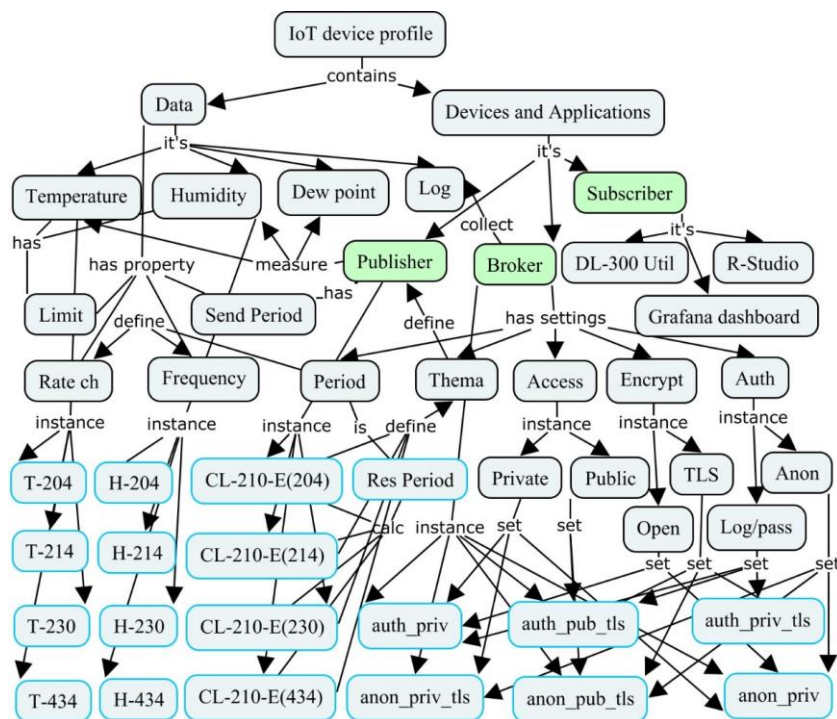 IoT device profile
contains
Data
Devices and Applications
it's
it's
Temperature
Humidity
Dew point
Log
Subscriber
collect
it's
has
has property
measure
Publisher
Broker
DL-300 Util
R-Studio
has
Limit
Send Period
Grafana dashboard
define
define
has settings
Rate ch
Frequency
Period
Thema
Access
Encrypt
Auth
instance
instance
instance
is
define
instance
instance
instance
T-204
H-204
CL-210-E(204)
Res Period
Private
Public
TLS
Anon
Open
Log/pass
calc
instance
set
set
T-214
H-214
CL-210-E(214)
set
set
set
set
T-230
H-230
CL-210-E(230)
auth_priv
auth_pub_tls
auth_priv_tls
T-434
H-434
CL-210-E(434)
anon_priv_tls
anon_pub_tls
anon_priv